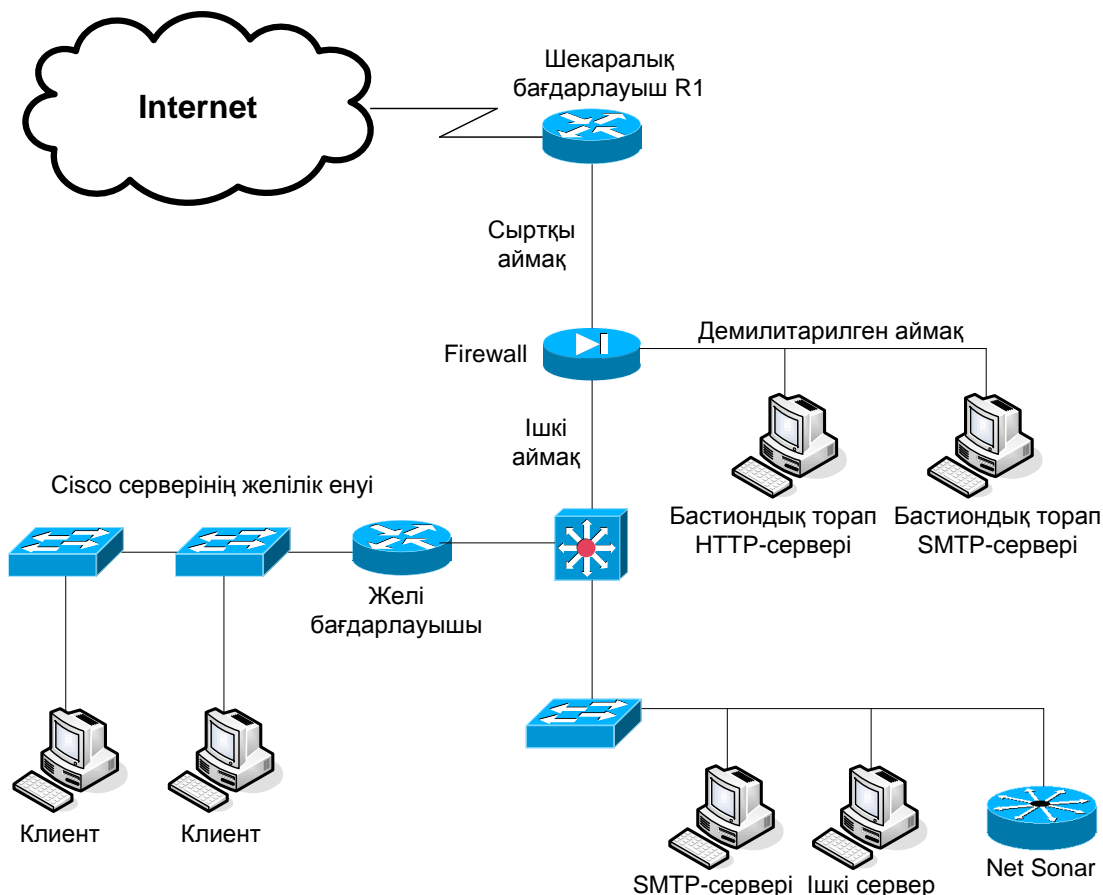 Шекаралық
бағдарлауыш R1
Internet
Сыртқы
аймақ
Демилитарилген аймақ
Firewall
Ішкі
аймақ
Cisco серверінің желілік енуі
Бастиондық торап
HTTP-сервері
Бастиондық торап
SMTP-сервері
Желі
бағдарлауышы
Клиент
Клиент
SMTP-сервері
Ішкі сервер
Net Sonar